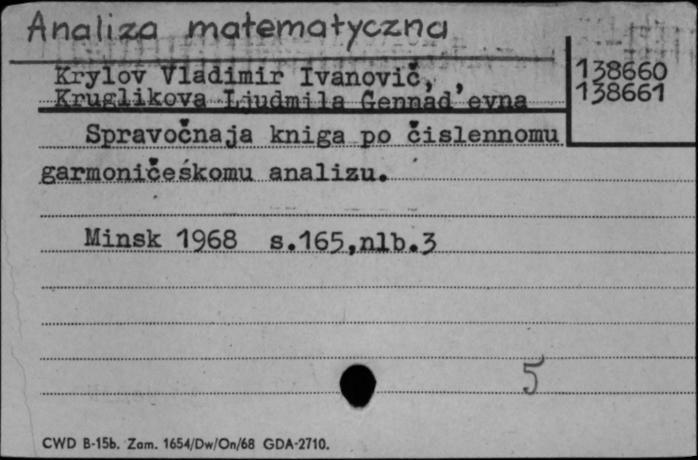 Analiza matematyczna
Krylov Vladimir Ivanovič,
138660
Kruglikova Ljudmila Gennad'evna
138661
Spravočnaja kniga po čislennomu
garmoničeśkomu analizu.
Minsk 1968 s.165,nlb.3
5
CWD B-15b. Zam. 1654/Dw/On/68 GDA-2710.